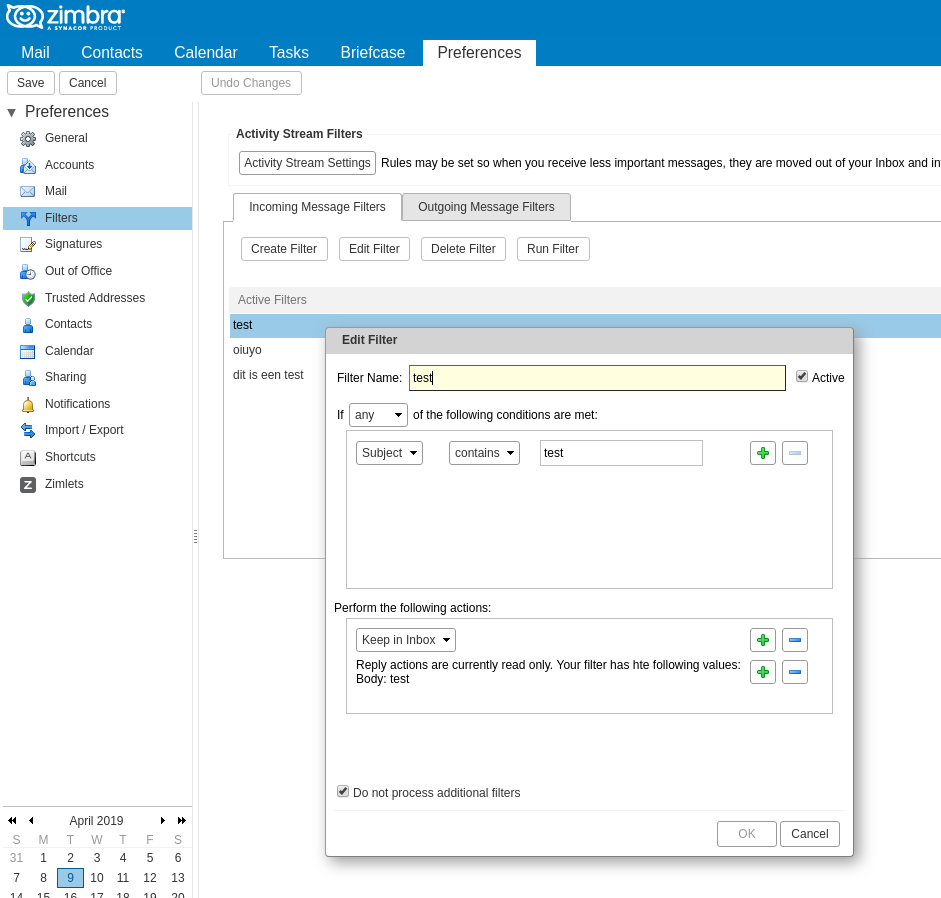 zimbra
A SYNACOR PRODUCT
Mail Contacts Calendar Tasks Briefcase Preferences
Save Cancel Undo Changes
Preferences
General
Accounts
Mail
Filters
Signatures
Out of Office
Trusted Addresses
Contacts
Calendar
Sharing
Notifications
Import / Export
Shortcuts
Zimlets
Activity Stream Filters
Activity Stream Settings Rules may be set so when you receive less important messages, they are moved out of your Inbox and in
Incoming Message Filters Outgoing Message Filters
Create Filter Edit Filter Delete Filter Run Filter
Active Filters
test
oiuyo
dit is een test
Edit Filter
Filter Name: test Active
If any of the following conditions are met:
Subject contains test
Perform the following actions:
Keep in Inbox
Reply actions are currently read only. Your filter has hte following values:
Body: test
Do not process additional filters
OK Cancel
April 2019
S M T W T F S
31 1 2 3 4 5 6
7 8 9 10 11 12 13
14 15 16 17 18 19 20